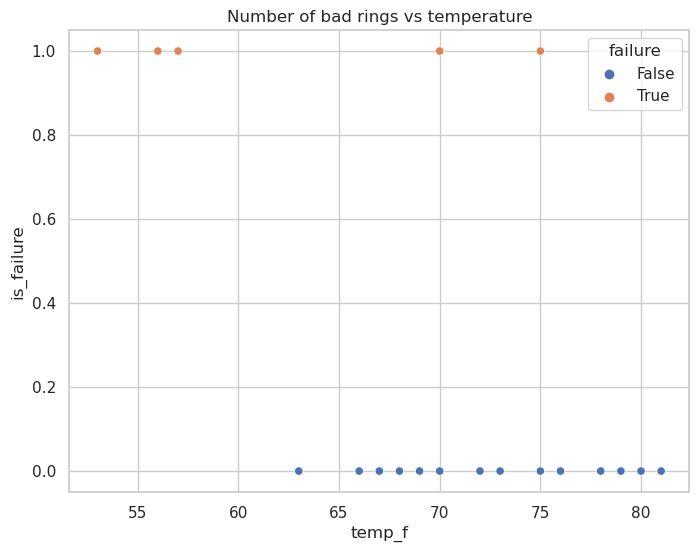 Number of bad rings vs temperature
failure
False
True
1.0
0.8
0.6
0.4
0.2
0.0
is_failure
55 60 65 70 75 80
temp_f